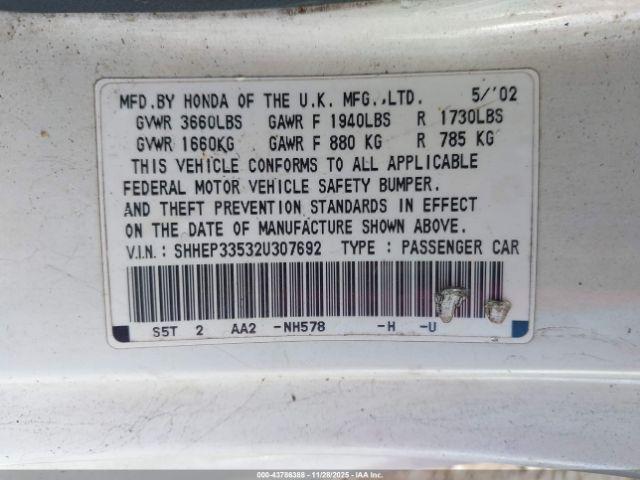 MFD.BY HONDA OF THE U.K. MFG.,LTD. 5/'02
GVWR 3660LBS GAWR F 1940LBS R 1730LBS
GVWR 1660KG GAWR F 880 KG R 785 KG
THIS VEHICLE CONFORMS TO ALL APPLICABLE
FEDERAL MOTOR VEHICLE SAFETY BUMPER.
AND THEFT PREVENTION STANDARDS IN EFFECT
ON THE DATE OF MANUFACTURE SHOWN ABOVE.
V.I.N. : SHHEP33532U307692 TYPE : PASSENGER CAR
S5T 2 AA2 -NH578 -H -U
000-43786388 - 11/28/2025 - IAA Inc.